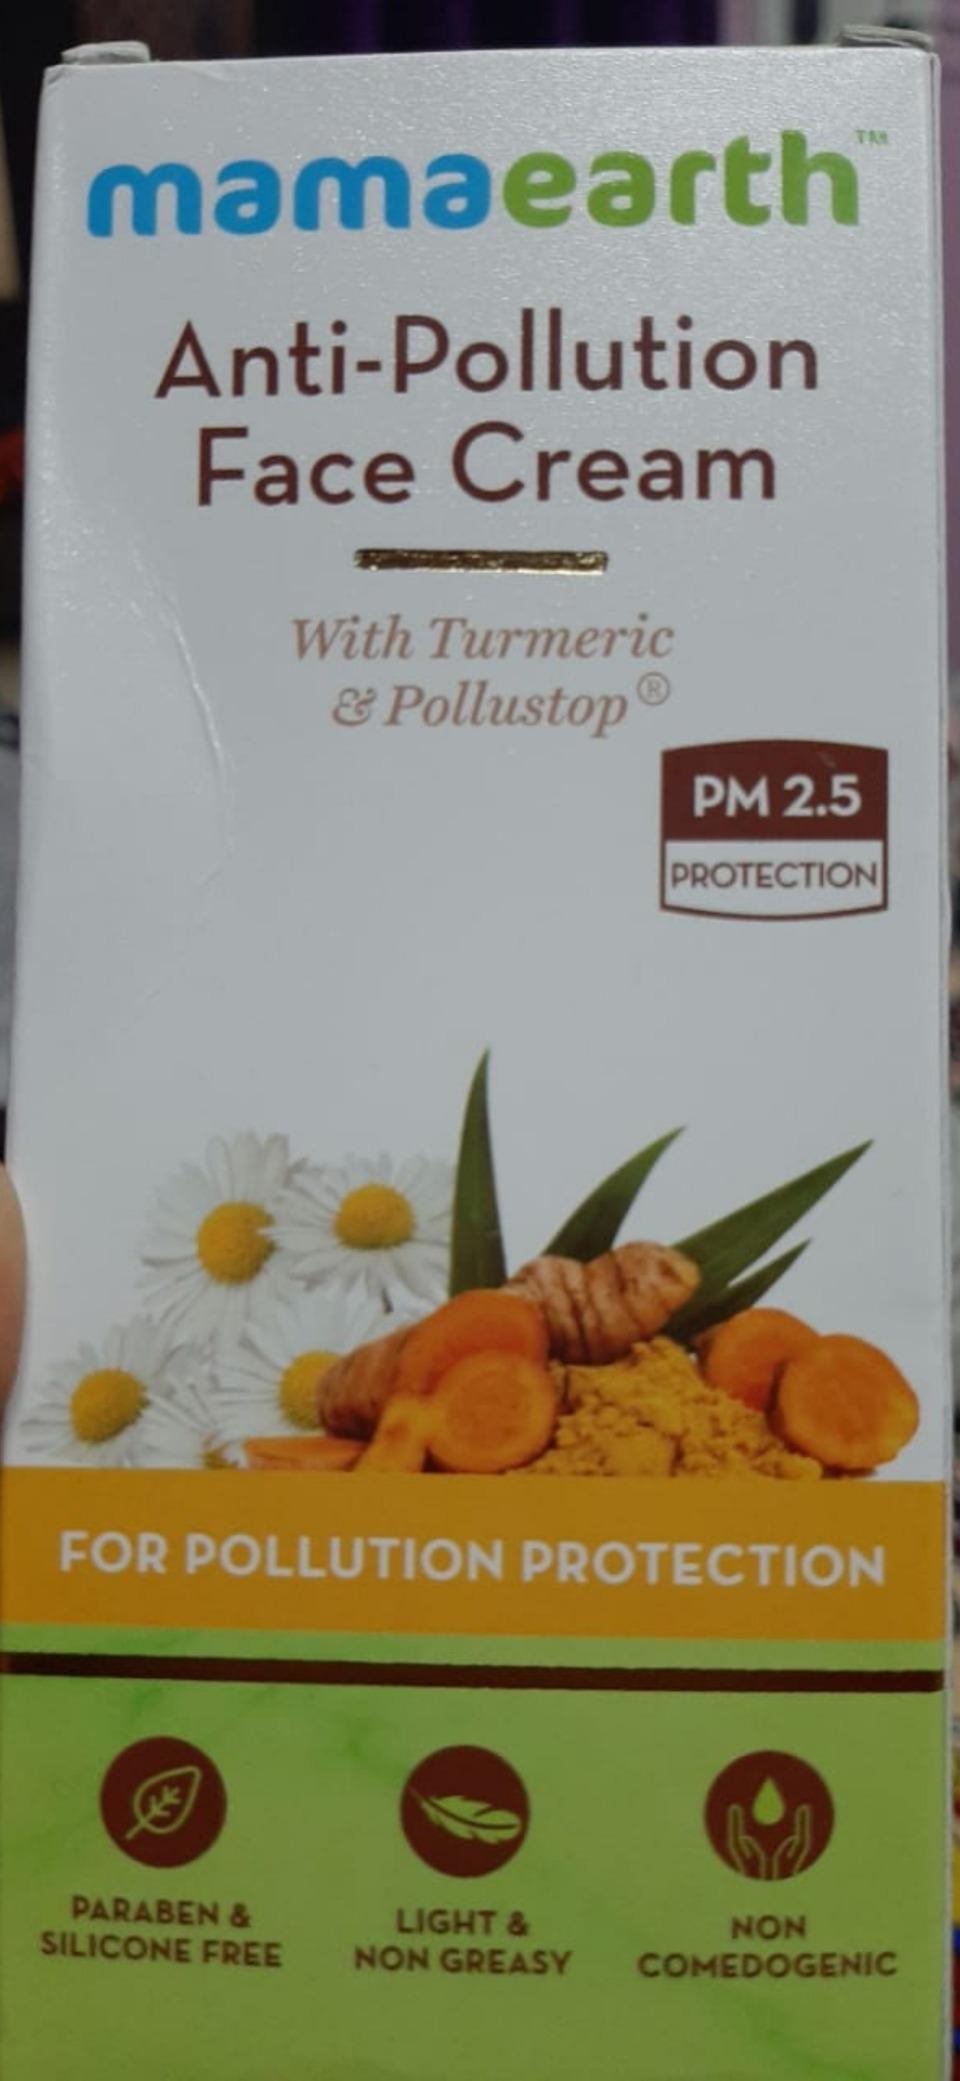 mamaearth™
Anti-Pollution
Face Cream
With Turmeric
& Pollustop®
PM 2.5
PROTECTION
FOR POLLUTION PROTECTION
PARABEN &
SILICONE FREE
LIGHT &
NON GREASY
NON
COMEDOGENIC